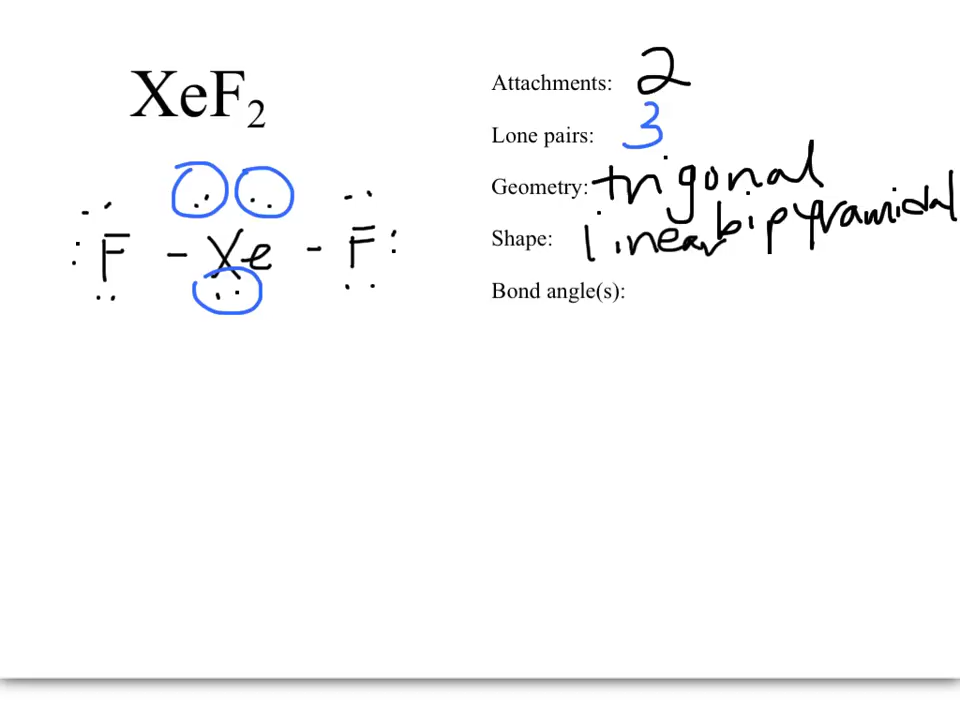 XeF₂
F - Xe - F
Attachments: 2
Lone pairs: 3
Geometry: trigonal bipyramidal
Shape: linear
Bond angle(s):